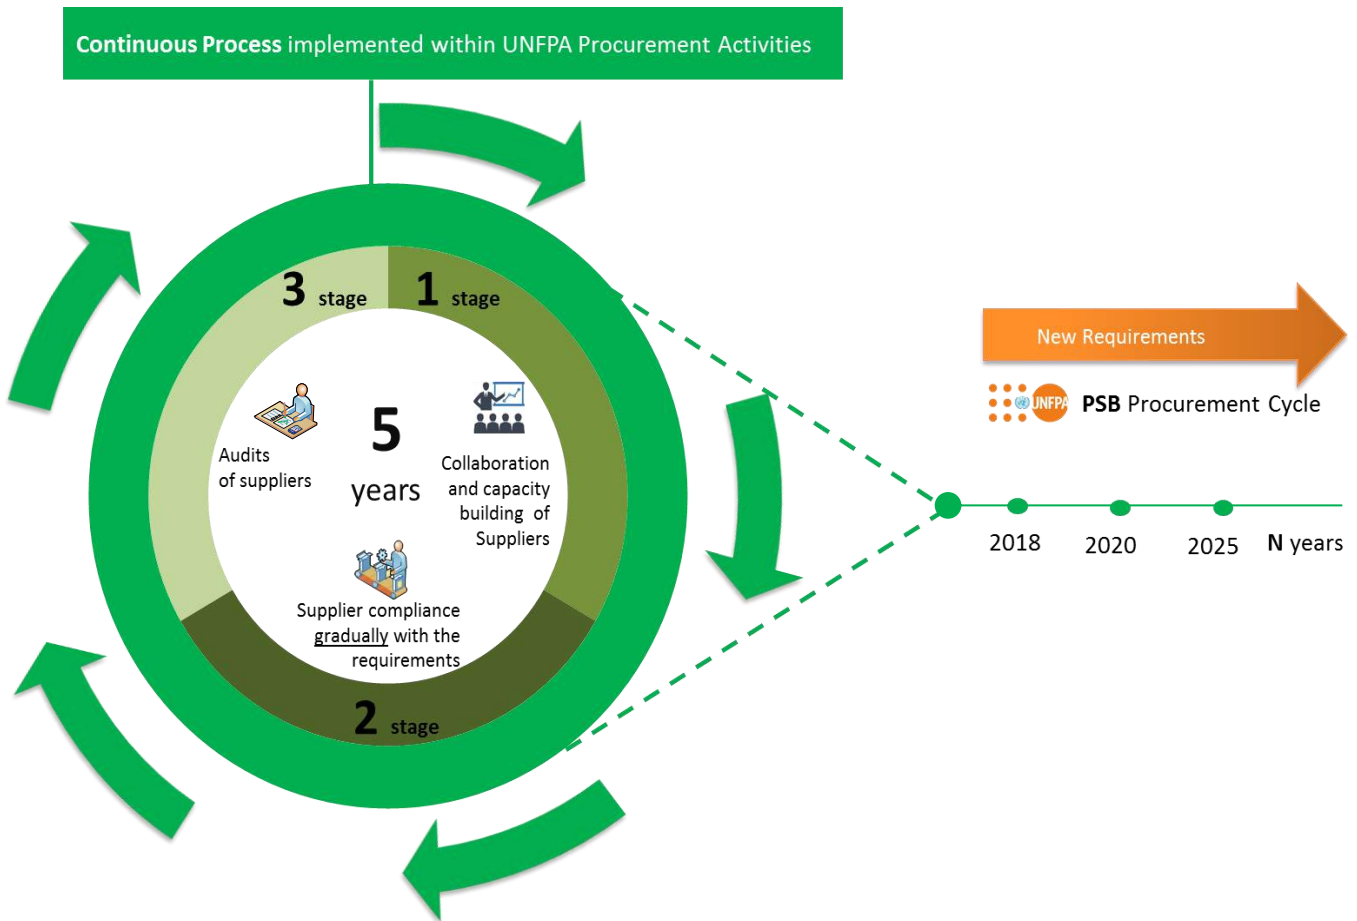 Continuous Process implemented within UNFPA Procurement Activities
3 stage
1 stage
5
years
Audits
of suppliers
Collaboration
and capacity
building of
Suppliers
Supplier compliance
gradually with the
requirements
2 stage
New Requirements
UNFPA
PSB Procurement Cycle
2018
2020
2025
N years